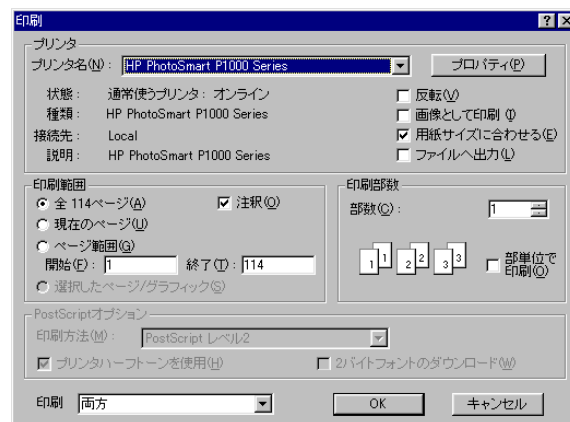 印刷
プリンタ
プリンタ名(N)： HP PhotoSmart P1000 Series プロパティ(P)
状態： 通常使うプリンタ： オンライン 反転(V)
種類： HP PhotoSmart P1000 Series 画像として印刷(I)
接続先： Local 用紙サイズに合わせる(E)
説明： HP PhotoSmart P1000 Series ファイルへ出力(L)
印刷範囲
全 114ページ(A) 注釈(O)
現在のページ(U)
ページ範囲(G)
開始(F)： 1 終了(T)： 114
選択したページ/グラフィック(S)
印刷部数
部数(C)： 1
1 1 2 2 3 3
部単位で
印刷(O)
PostScriptオプション
印刷方法(M)： PostScript レベル2
プリンタハーフトーンを使用(H) 2バイトフォントのダウンロード(W)
印刷 両方 OK キャンセル